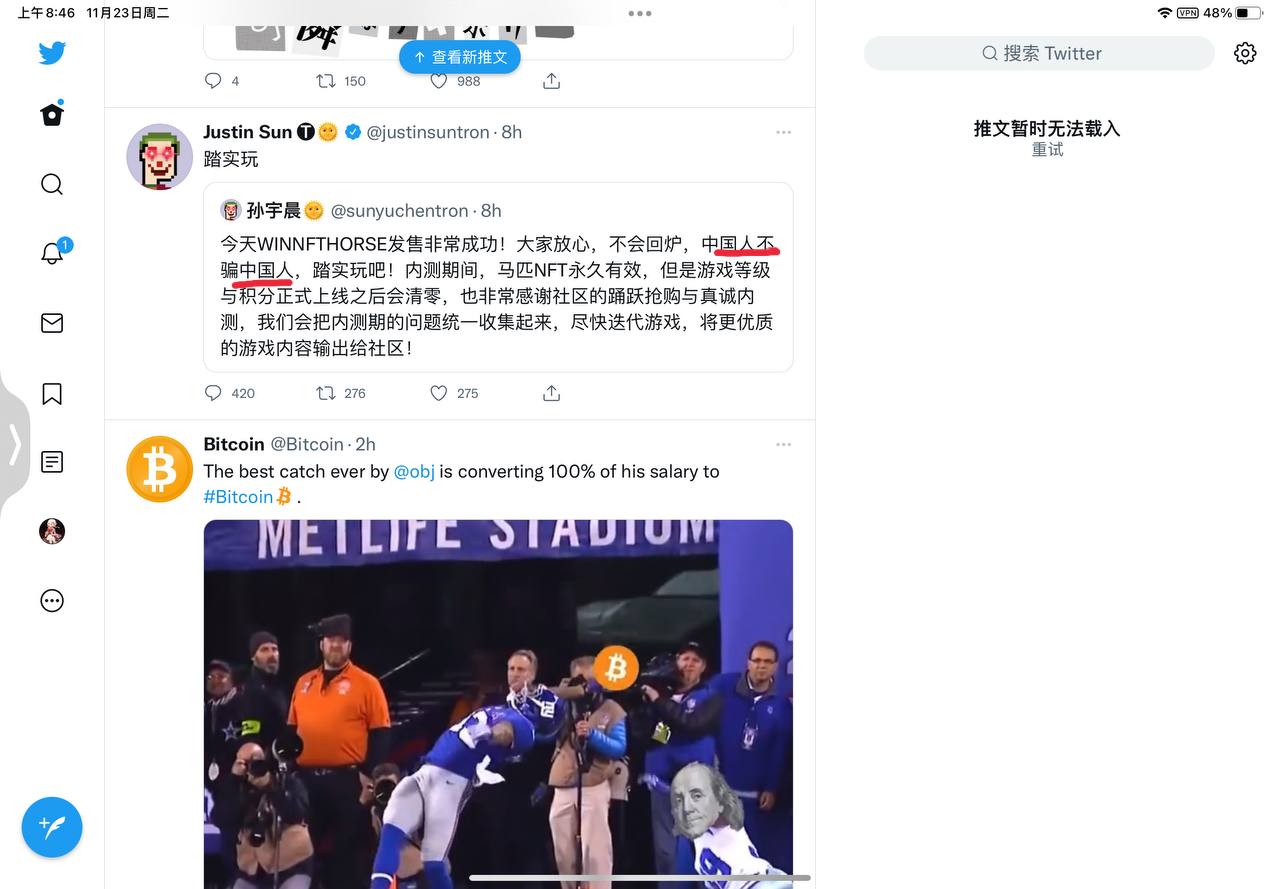 上午8:46 11月23日周二
VPN 48%
↑ 查看新推文
搜索 Twitter
4 150 988
推文暂时无法载入
重试
Justin Sun T🌞 @justinsuntron · 8h
踏实玩
孙宇晨🌞 @sunyuchentron · 8h
今天WINNFTHORSE发售非常成功！大家放心，不会回炉，中国人不
骗中国人，踏实玩吧！内测期间，马匹NFT永久有效，但是游戏等级
与积分正式上线之后会清零，也非常感谢社区的踊跃抢购与真诚内
测，我们会把内测期的问题统一收集起来，尽快迭代游戏，将更优质
的游戏内容输出给社区！
1
420 276 275
Bitcoin @Bitcoin · 2h
The best catch ever by @obj is converting 100% of his salary to
#Bitcoin₿ .
METLIFE STADIUM